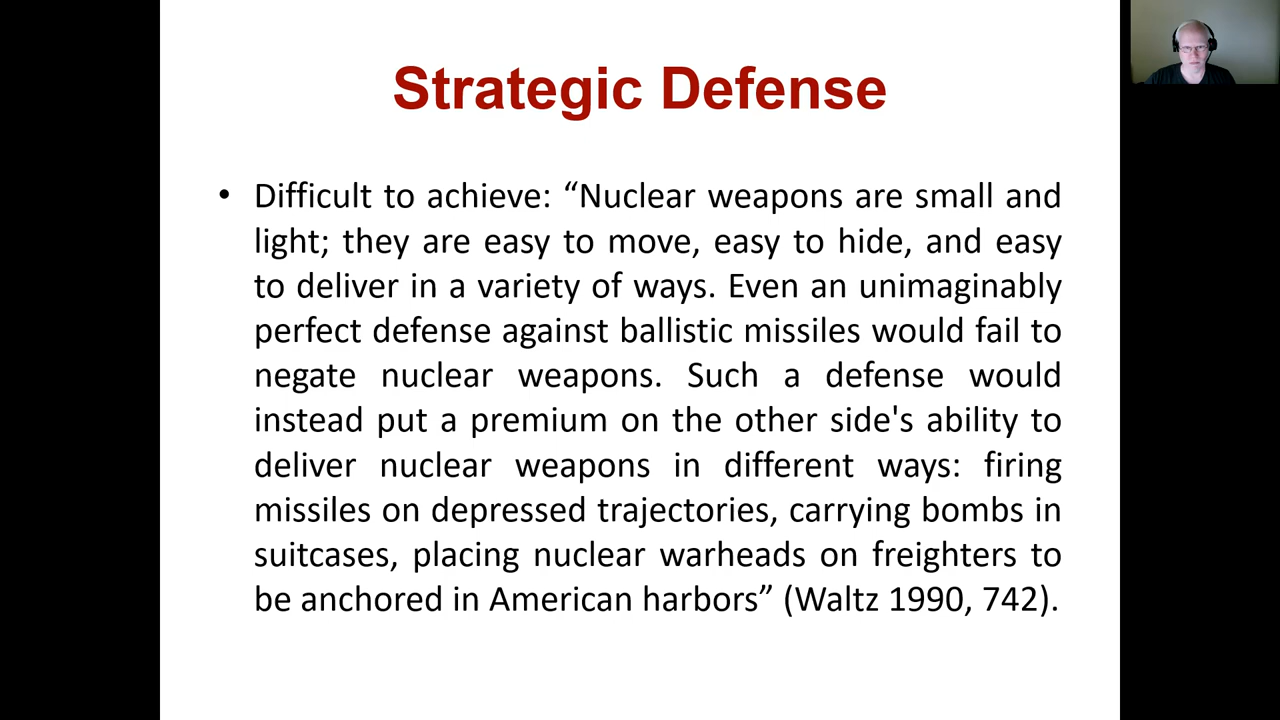 Strategic Defense
• Difficult to achieve: “Nuclear weapons are small and
light; they are easy to move, easy to hide, and easy
to deliver in a variety of ways. Even an unimaginably
perfect defense against ballistic missiles would fail to
negate nuclear weapons. Such a defense would
instead put a premium on the other side's ability to
deliver nuclear weapons in different ways: firing
missiles on depressed trajectories, carrying bombs in
suitcases, placing nuclear warheads on freighters to
be anchored in American harbors” (Waltz 1990, 742).